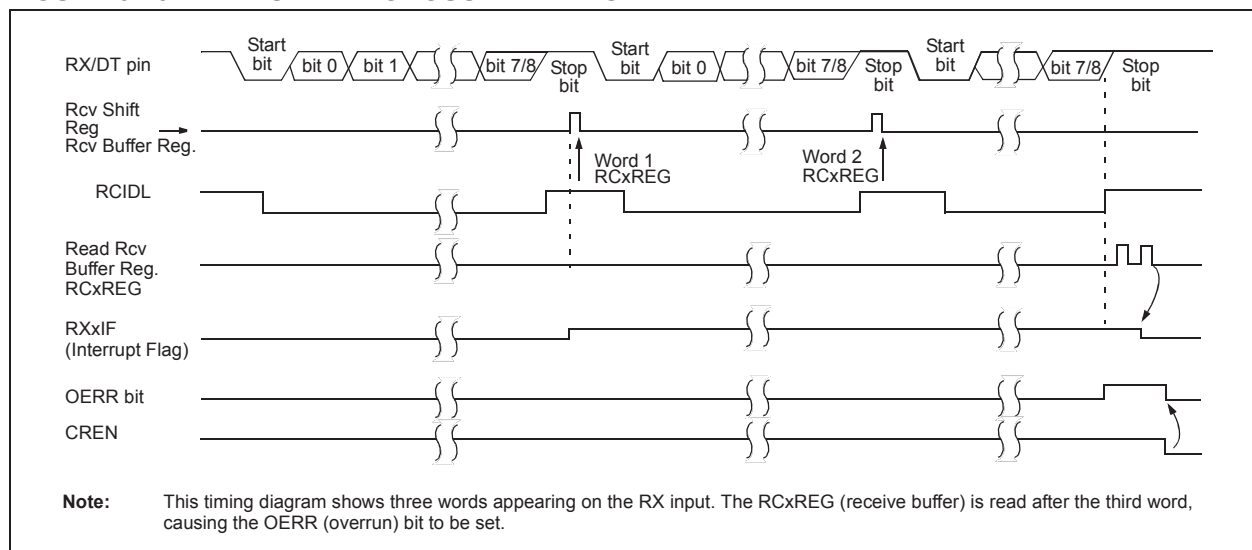 RX/DT pin
Start
bit
bit 0
bit 1
bit 7/8
Stop
bit
Start
bit
bit 0
bit 7/8
Stop
bit
Start
bit
bit 7/8
Stop
bit
Rcv Shift
Reg
Rcv Buffer Reg.
Word 1
RCxREG
Word 2
RCxREG
RCIDL
Read Rcv
Buffer Reg.
RCxREG
RXxIF
(Interrupt Flag)
OERR bit
CREN
Note: This timing diagram shows three words appearing on the RX input. The RCxREG (receive buffer) is read after the third word,
causing the OERR (overrun) bit to be set.